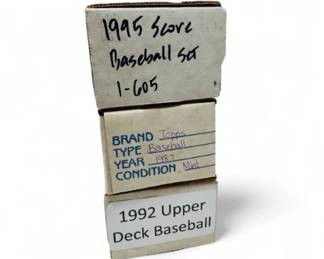 1995 Score
Baseball Set
1-605
BRAND Topps
TYPE Baseball
YEAR 1987
CONDITION Mint
1992 Upper
Deck Baseball